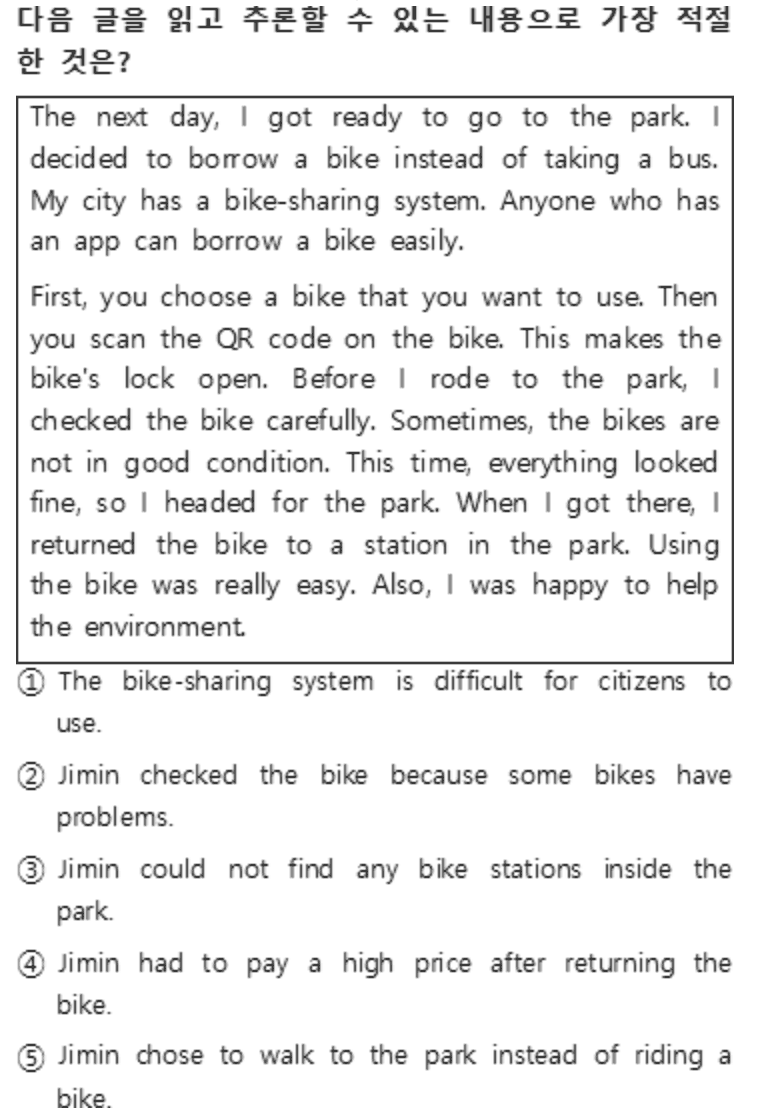 다음 글을 읽고 추론할 수 있는 내용으로 가장 적절
한 것은?
The next day, I got ready to go to the park. I
decided to borrow a bike instead of taking a bus.
My city has a bike-sharing system. Anyone who has
an app can borrow a bike easily.
First, you choose a bike that you want to use. Then
you scan the QR code on the bike. This makes the
bike's lock open. Before I rode to the park, I
checked the bike carefully. Sometimes, the bikes are
not in good condition. This time, everything looked
fine, so I headed for the park. When I got there, I
returned the bike to a station in the park. Using
the bike was really easy. Also, I was happy to help
the environment.
① The bike-sharing system is difficult for citizens to
use.
② Jimin checked the bike because some bikes have
problems.
③ Jimin could not find any bike stations inside the
park.
④ Jimin had to pay a high price after returning the
bike.
⑤ Jimin chose to walk to the park instead of riding a
bike.